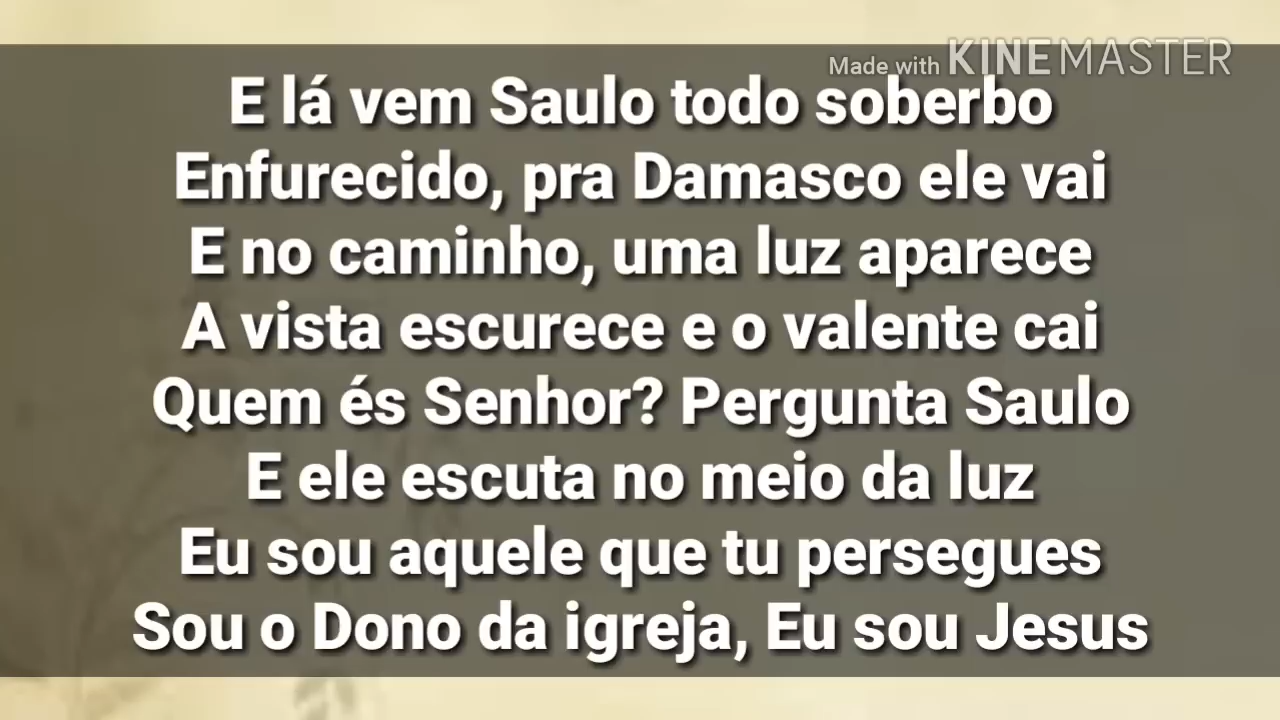 Made with KINEMASTER
E lá vem Saulo todo soberbo
Enfurecido, pra Damasco ele vai
E no caminho, uma luz aparece
A vista escurece e o valente cai
Quem és Senhor? Pergunta Saulo
E ele escuta no meio da luz
Eu sou aquele que tu persegues
Sou o Dono da igreja, Eu sou Jesus